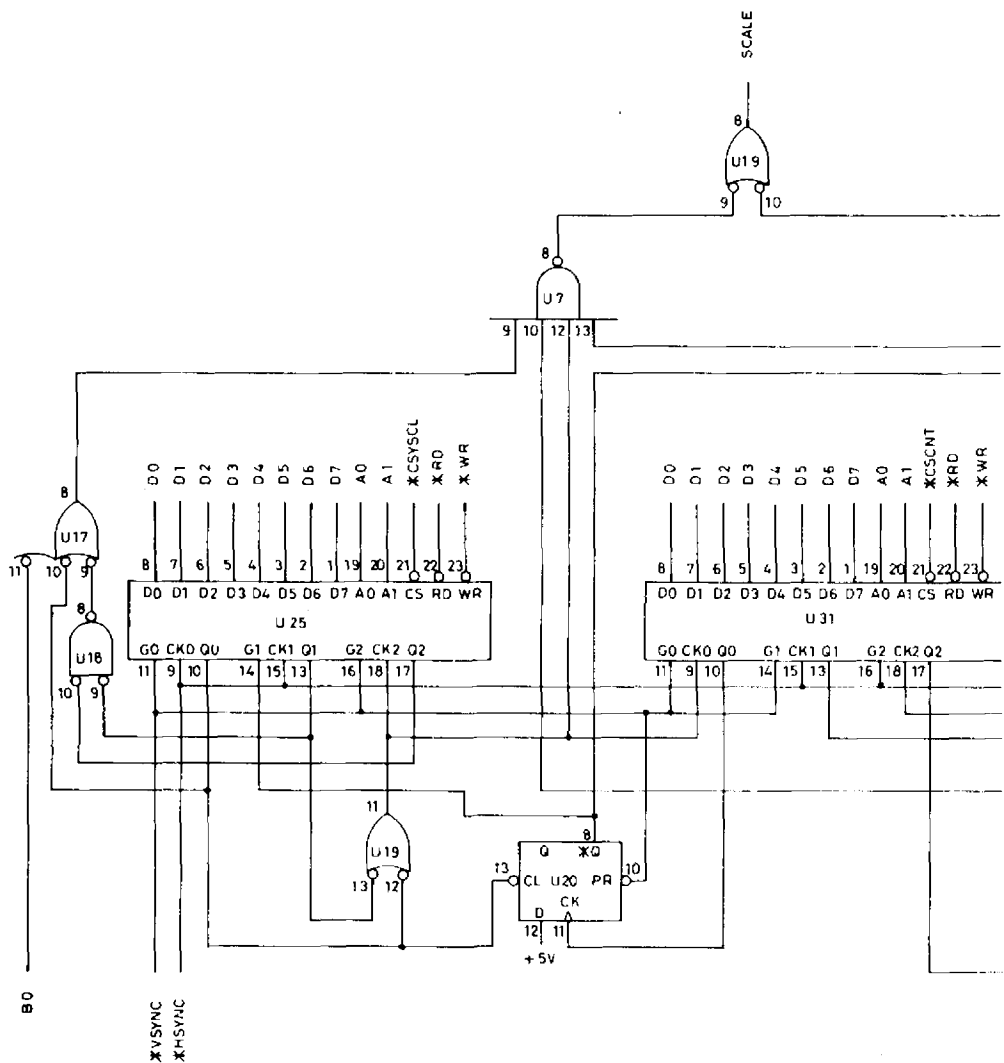 SCALE
8
U19
9 10
8
U7
9 10 12 13
D0 D1 D2 D3 D4 D5 D6 D7 A0 A1 *CSYSCL *RD *WR
D0 D1 D2 D3 D4 D5 D6 D7 A0 A1 *CSCNT *RD *WR
8
U17
11 10 9
8 7 6 5 4 3 2 1 19 20 21 22 23
D0 D1 D2 D3 D4 D5 D6 D7 A0 A1 CS RD WR
U25
G0 CK0 Q0 G1 CK1 Q1 G2 CK2 Q2
11 9 10 14 15 13 16 18 17
8 7 6 5 4 3 2 1 19 20 21 22 23
D0 D1 D2 D3 D4 D5 D6 D7 A0 A1 CS RD WR
U31
G0 CK0 Q0 G1 CK1 Q1 G2 CK2 Q2
11 9 10 14 15 13 16 18 17
8
U18
10 9
11
U19
13 12
8
Q *Q
13 CL U20 PR 10
CK
D
12 11
+5V
B0
*VSYNC
*HSYNC